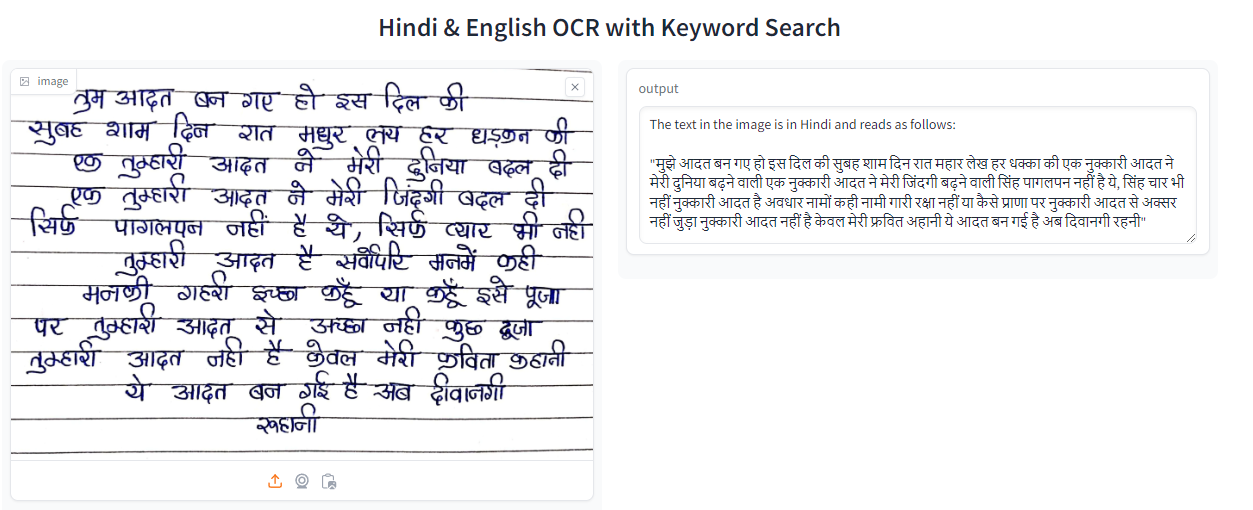 Hindi & English OCR with Keyword Search
image
तुम आदत बन गए हो इस दिल की
सुबह शाम दिन रात मधुर लय हर धड़कन की
एक तुम्हारी आदत ने मेरी दुनिया बदल दी
एक तुम्हारी आदत ने मेरी जिंदगी बदल दी
सिर्फ पागलपन नहीं है ये, सिर्फ प्यार भी नहीं
तुम्हारी आदत है सर्वोपरि मनमें कही
मनकी गहरी इच्छा कहूँ या कहूँ इसे पूजा
पर तुम्हारी आदत से अच्छा नही कुछ दूजा
तुम्हारी आदत नही है केवल मेरी कविता कहानी
ये आदत बन गई है अब दीवानगी
रूहानी
output
The text in the image is in Hindi and reads as follows:
"मुझे आदत बन गए हो इस दिल की सुबह शाम दिन रात महार लेख हर धक्का की एक नुक्कारी आदत ने
मेरी दुनिया बढ़ने वाली एक नुक्कारी आदत ने मेरी जिंदगी बढ़ने वाली सिंह पागलपन नहीं है ये, सिंह चार भी
नहीं नुक्कारी आदत है अवधार नामों कही नामी गारी रक्षा नहीं या कैसे प्राणा पर नुक्कारी आदत से अक्सर
नहीं जुड़ा नुक्कारी आदत नहीं है केवल मेरी फ्रवित अहानी ये आदत बन गई है अब दिवानगी रहनी"